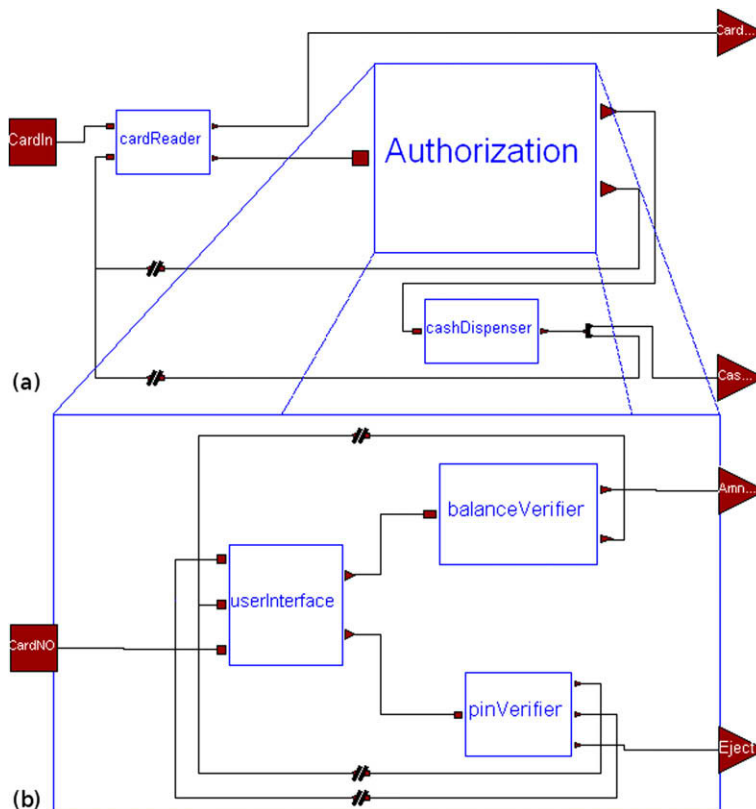 Card...
CardIn
cardReader
Authorization
cashDispenser
(a)
Cas...
balanceVerifier
Amn...
userInterface
CardNO
pinVerifier
Eject
(b)